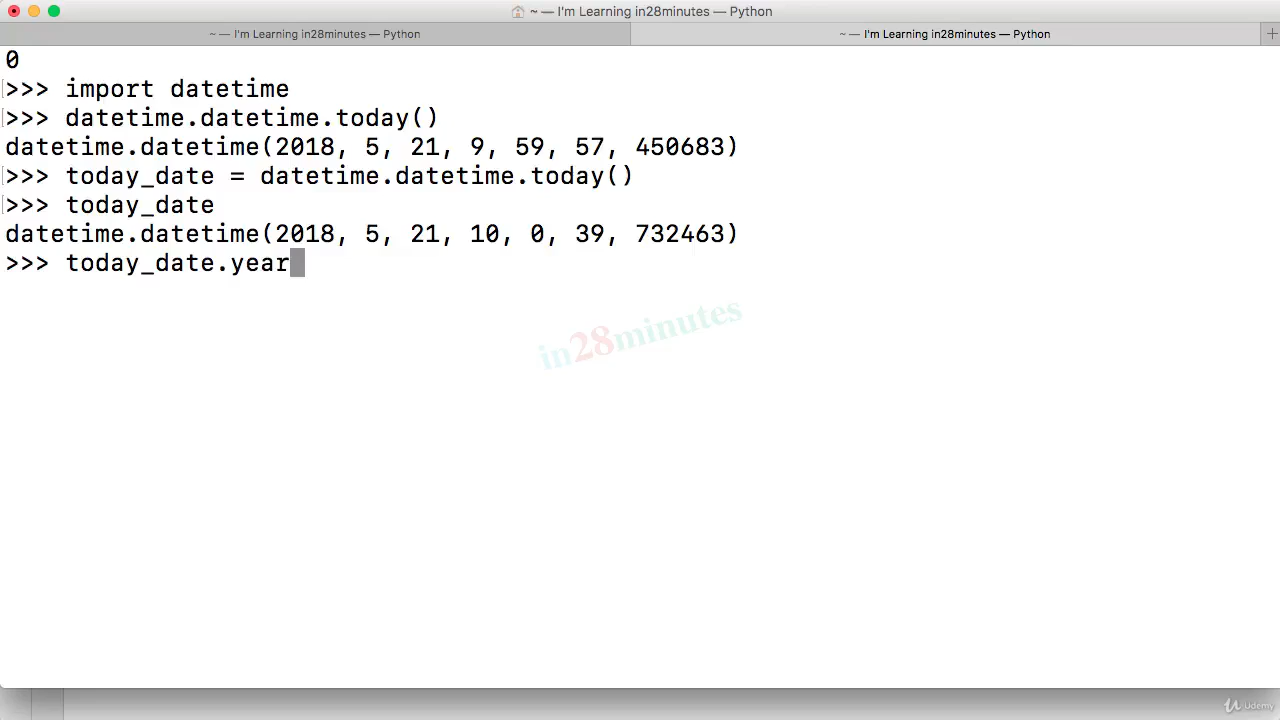 ~ — I'm Learning in28minutes — Python
~ — I'm Learning in28minutes — Python
~ — I'm Learning in28minutes — Python
0
>>> import datetime
>>> datetime.datetime.today()
datetime.datetime(2018, 5, 21, 9, 59, 57, 450683)
>>> today_date = datetime.datetime.today()
>>> today_date
datetime.datetime(2018, 5, 21, 10, 0, 39, 732463)
>>> today_date.year
in28minutes
Udemy